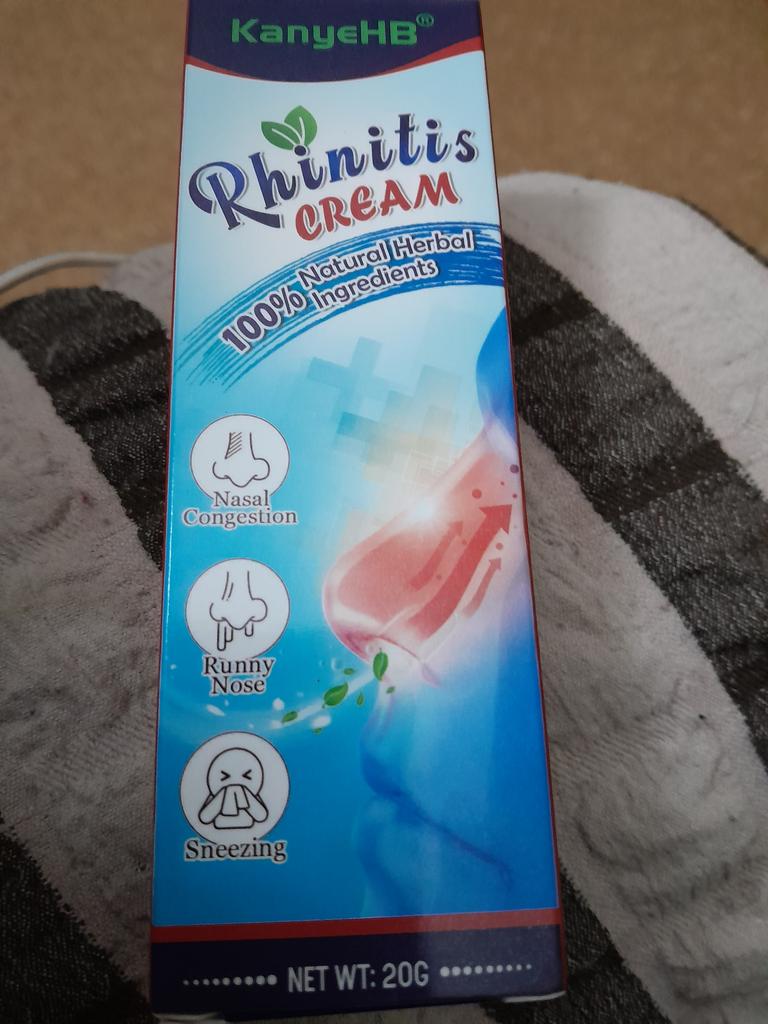 KanyeHB®
Rhinitis
CREAM
100% Natural Herbal
Ingredients
Nasal
Congestion
Runny
Nose
Sneezing
NET WT: 20G